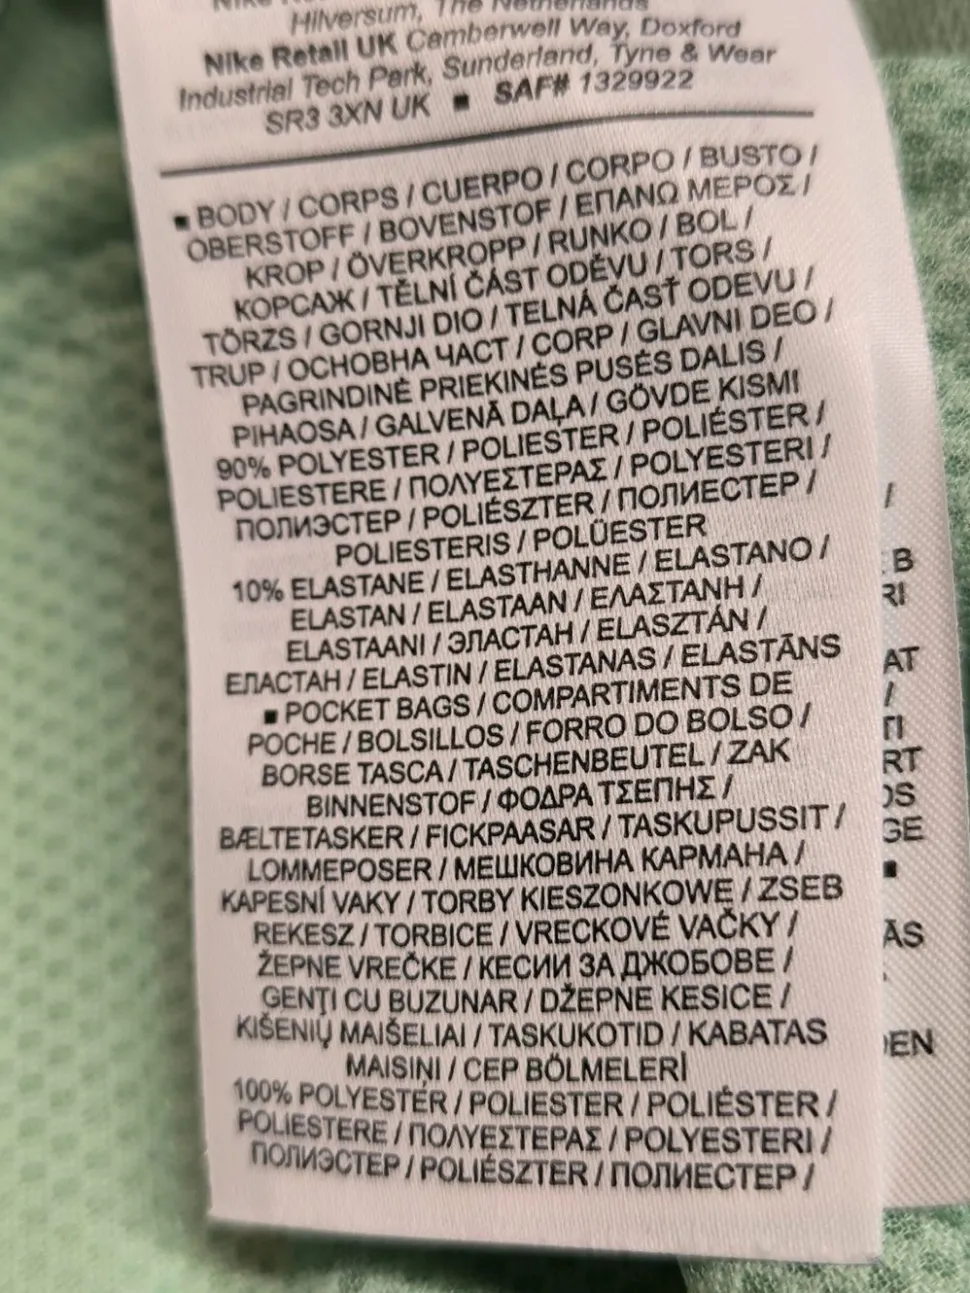 Hilversum, The Netherlands
Nike Retail UK Camberwell Way, Doxford
Industrial Tech Park, Sunderland, Tyne & Wear
SR3 3XN UK ■ SAF# 1329922
■ BODY / CORPS / CUERPO / CORPO / BUSTO /
OBERSTOFF / BOVENSTOF / ΕΠΑΝΩ ΜΕΡΟΣ /
KROP / ÖVERKROPP / RUNKO / BOL /
КОРСАЖ / TĚLNÍ ČÁST ODĚVU / TORS /
TÖRZS / GORNJI DIO / TELNÁ ČASŤ ODEVU /
TRUP / ОСНОВНА ЧАСТ / CORP / GLAVNI DEO /
PAGRINDINĖ PRIEKINĖS PUSĖS DALIS /
PIHAOSA / GALVENĀ DAĻA / GÖVDE KISMI
90% POLYESTER / POLIESTER / POLIÉSTER /
POLIESTERE / ΠΟΛΥΕΣΤΕΡΑΣ / POLYESTERI /
ПОЛИЭСТЕР / POLIÉSZTER / ПОЛИЕСТЕР /
POLIESTERIS / POLÜESTER
10% ELASTANE / ELASTHANNE / ELASTANO /
ELASTAN / ELASTAAN / ΕΛΑΣΤΑΝΗ /
ELASTAANI / ЭЛАСТАН / ELASZTÁN /
ЕЛАСТАН / ELASTIN / ELASTANAS / ELASTĀNS
■ POCKET BAGS / COMPARTIMENTS DE
POCHE / BOLSILLOS / FORRO DO BOLSO /
BORSE TASCA / TASCHENBEUTEL / ZAK
BINNENSTOF / ΦΟΔΡΑ ΤΣΕΠΗΣ /
BÆLTETASKER / FICKPAASAR / TASKUPUSSIT /
LOMMEPOSER / МЕШКОВИНА КАРМАНА /
KAPESNÍ VAKY / TORBY KIESZONKOWE / ZSEB
REKESZ / TORBICE / VRECKOVÉ VAČKY /
ŽEPNE VREČKE / КЕСИИ ЗА ДЖОБОВЕ /
GENŢI CU BUZUNAR / DŽEPNE KESICE /
KIŠENIŲ MAIŠELIAI / TASKUKOTID / KABATAS
MAISIŅI / CEP BÖLMELERİ
100% POLYESTER / POLIESTER / POLIÉSTER /
POLIESTERE / ΠΟΛΥΕΣΤΕΡΑΣ / POLYESTERI /
ПОЛИЭСТЕР / POLIÉSZTER / ПОЛИЕСТЕР /